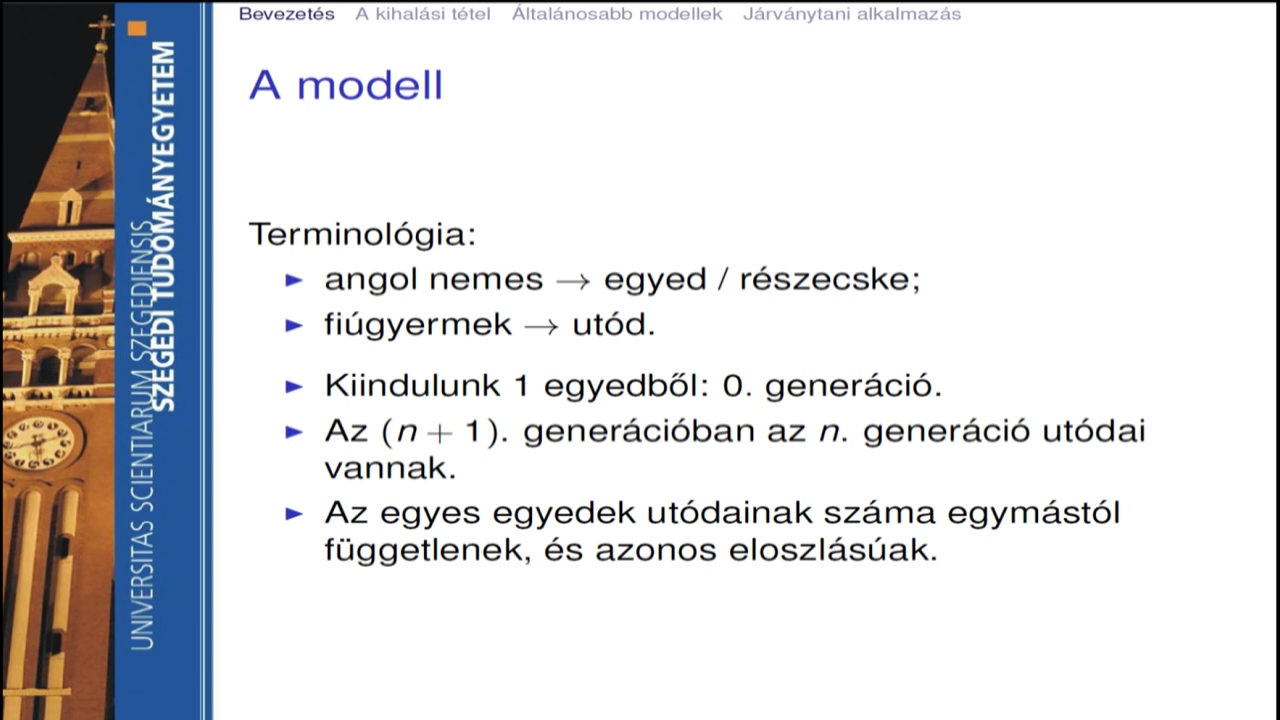 Bevezetés A kihalási tétel Általánosabb modellek Járványtani alkalmazás
UNIVERSITAS SCIENTIARUM SZEGEDIENSIS
SZEGEDI TUDOMÁNYEGYETEM
A modell
Terminológia:
► angol nemes → egyed / részecske;
► fiúgyermek → utód.
► Kiindulunk 1 egyedből: 0. generáció.
► Az (n + 1). generációban az n. generáció utódai
vannak.
► Az egyes egyedek utódainak száma egymástól
függetlenek, és azonos eloszlásúak.